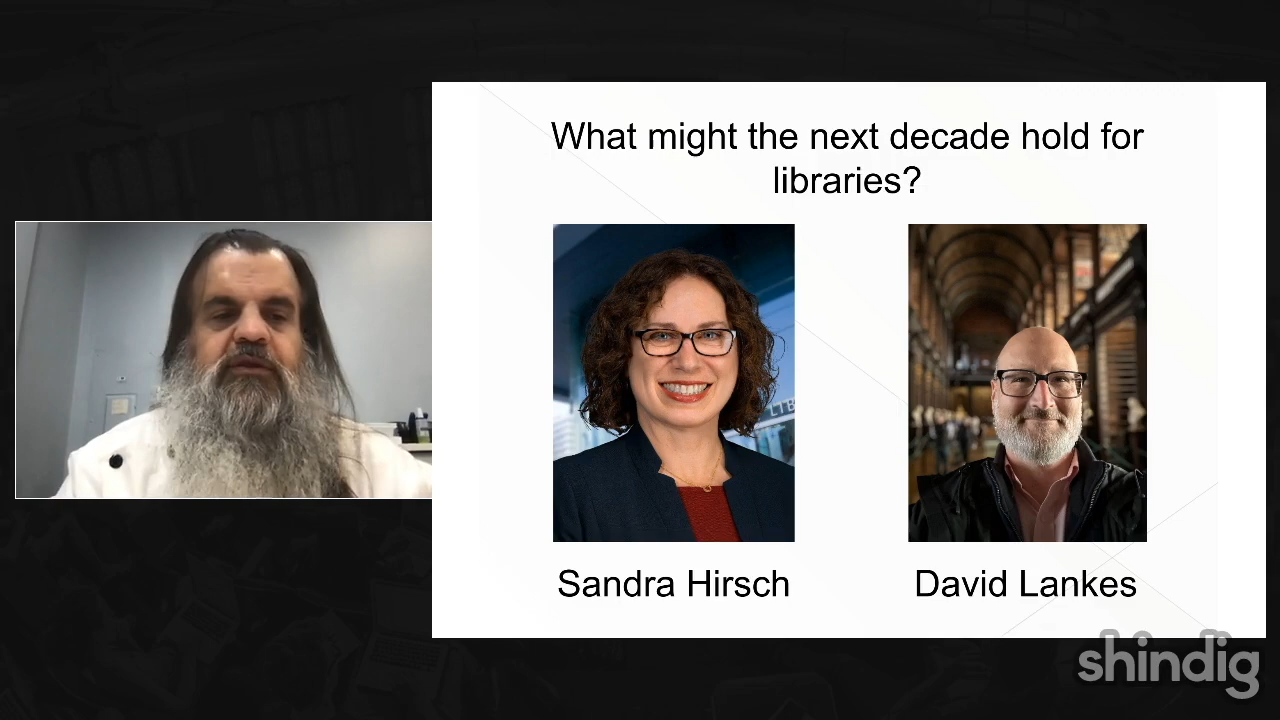 What might the next decade hold for
libraries?
Sandra Hirsch
David Lankes
shindig